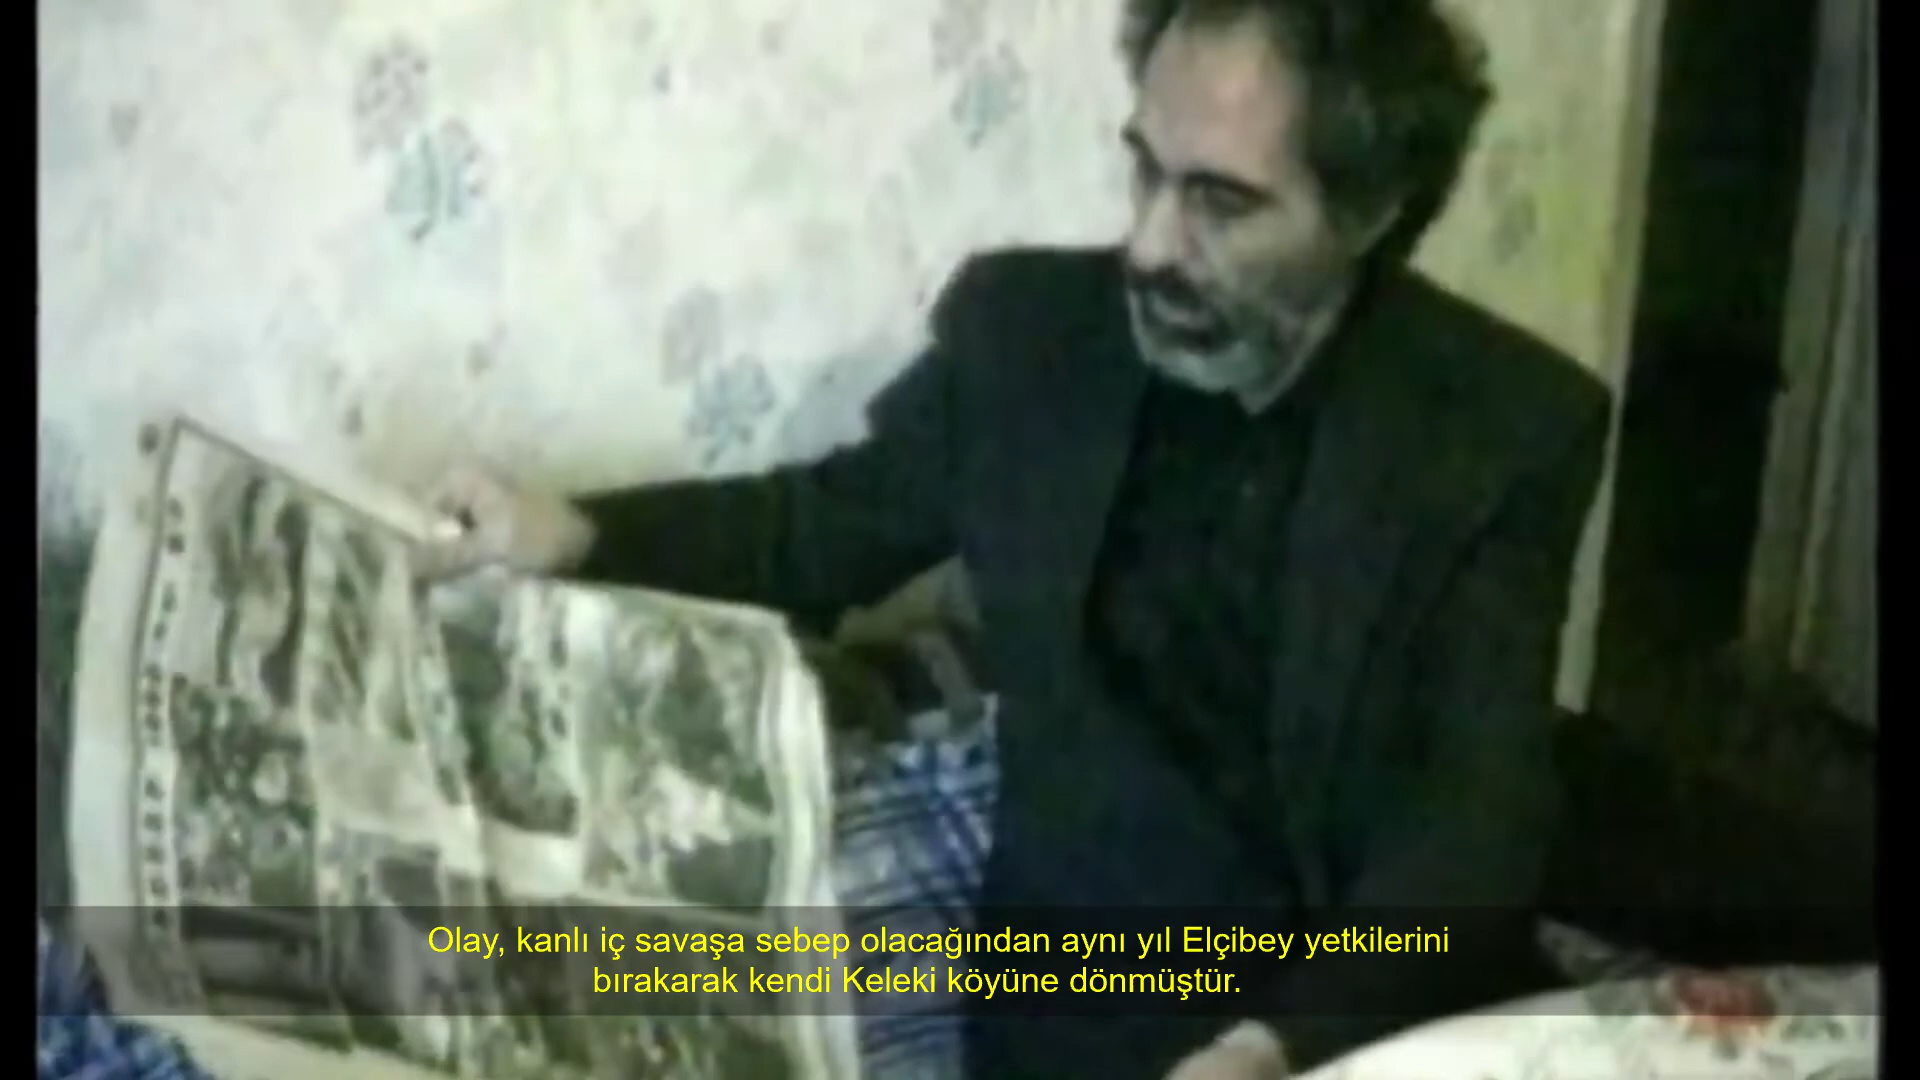 Olay, kanlı iç savaşa sebep olacağından aynı yıl Elçibey yetkilerini
bırakarak kendi Keleki köyüne dönmüştür.